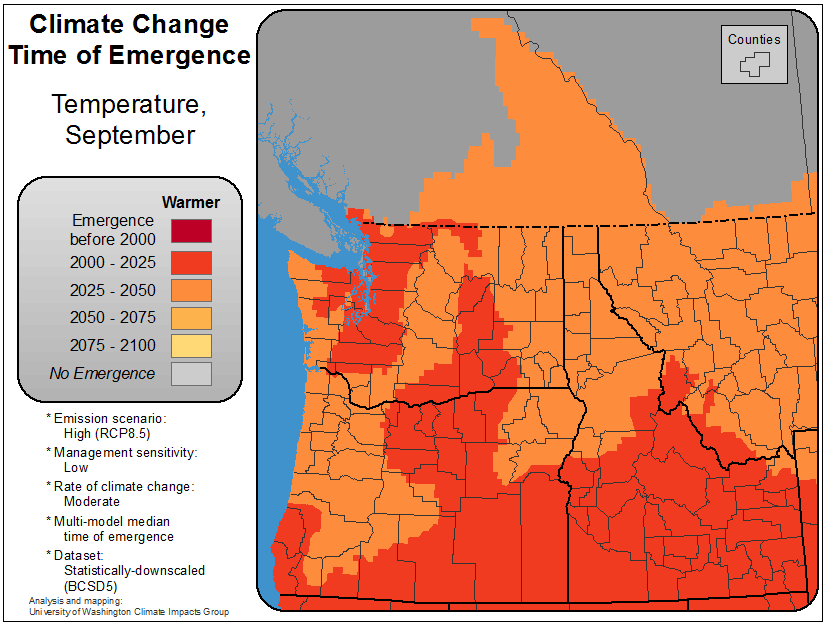 Climate Change
Time of Emergence
Temperature,
September
Warmer
Emergence
before 2000
2000 - 2025
2025 - 2050
2050 - 2075
2075 - 2100
No Emergence
* Emission scenario:
High (RCP8.5)
* Management sensitivity:
Low
* Rate of climate change:
Moderate
* Multi-model median
time of emergence
* Dataset:
Statistically-downscaled
(BCSD5)
Analysis and mapping:
University of Washington Climate Impacts Group
Counties